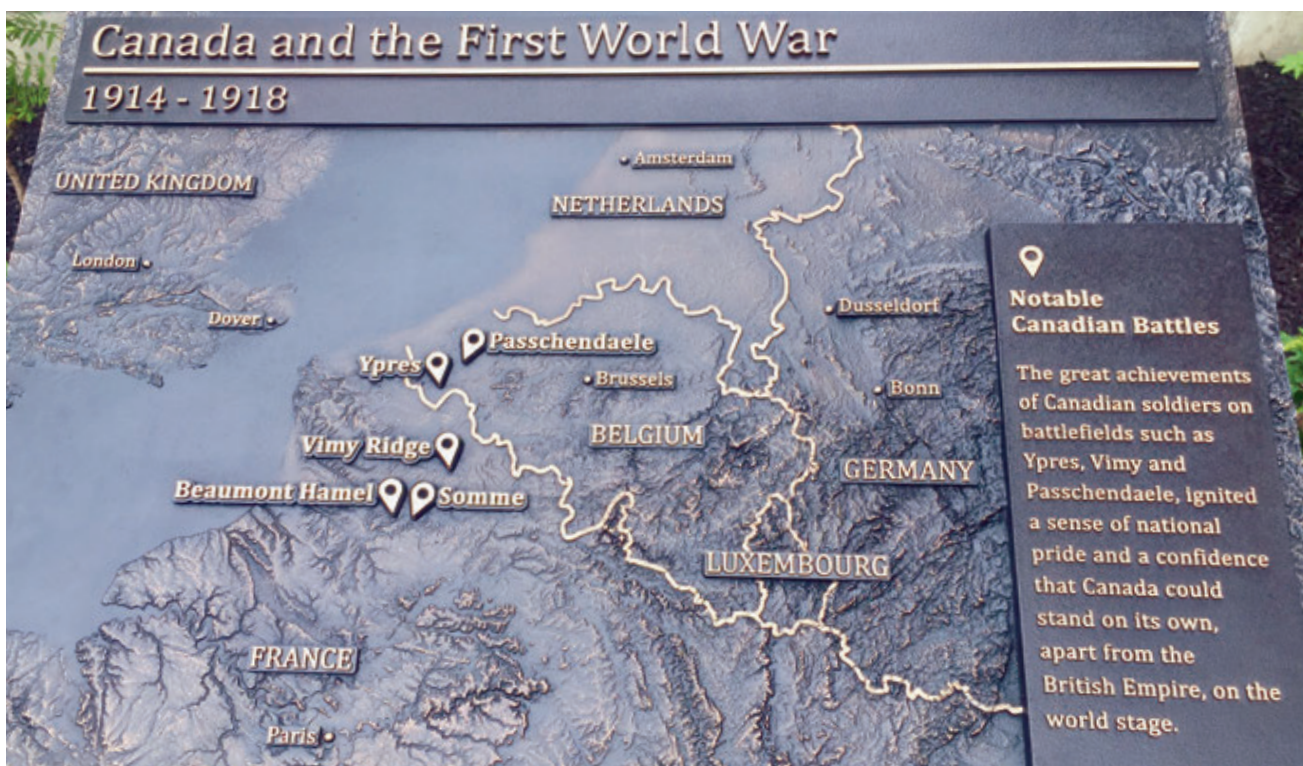 Canada and the First World War
1914 - 1918
Amsterdam
UNITED KINGDOM
NETHERLANDS
London
Dover
Dusseldorf
Passchendaele
Ypres
Brussels
Bonn
BELGIUM
Vimy Ridge
GERMANY
Beaumont Hamel
Somme
LUXEMBOURG
FRANCE
Paris
Notable
Canadian Battles
The great achievements
of Canadian soldiers on
battlefields such as
Ypres, Vimy and
Passchendaele, ignited
a sense of national
pride and a confidence
that Canada could
stand on its own,
apart from the
British Empire, on the
world stage.